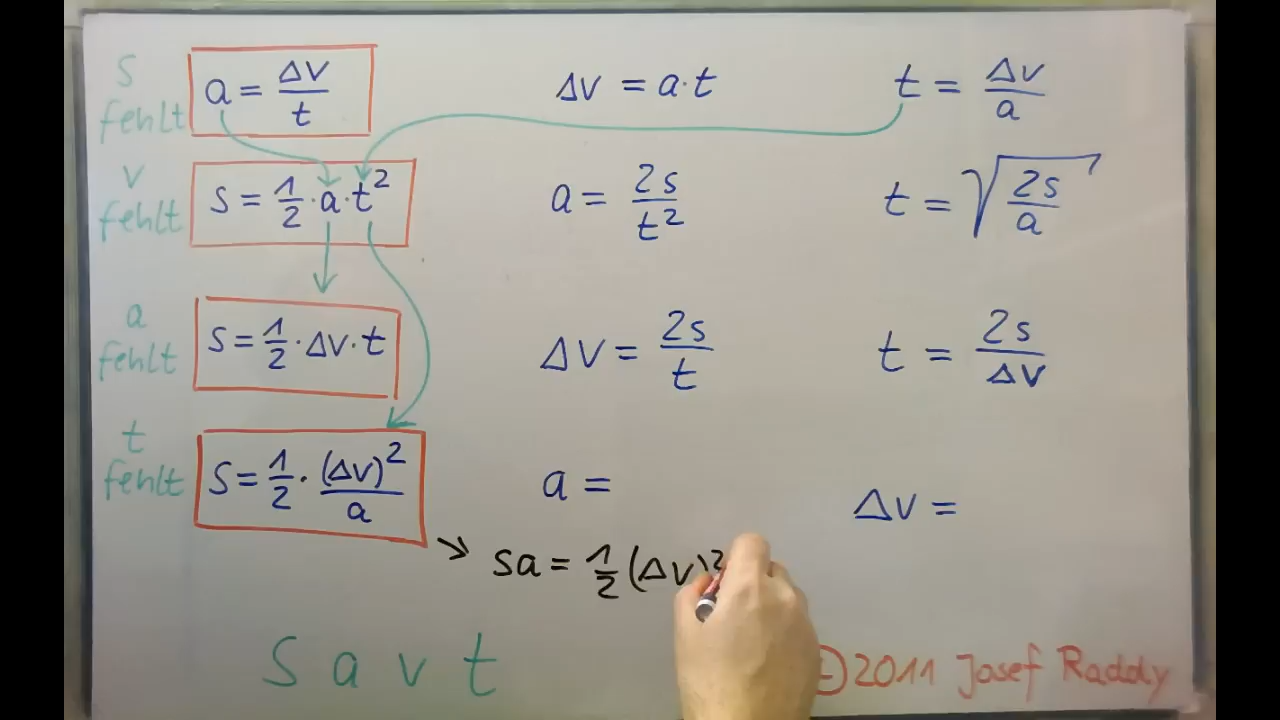 s fehlt a = Δv/t Δv = a·t t = Δv/a
v fehlt s = 1/2·a·t² a = 2s/t² t = √(2s/a)
a fehlt s = 1/2·Δv·t Δv = 2s/t t = 2s/Δv
t fehlt s = 1/2·(Δv)²/a a = Δv =
→ sa = 1/2 (Δv)²
s a v t
©2011 Josef Raddy